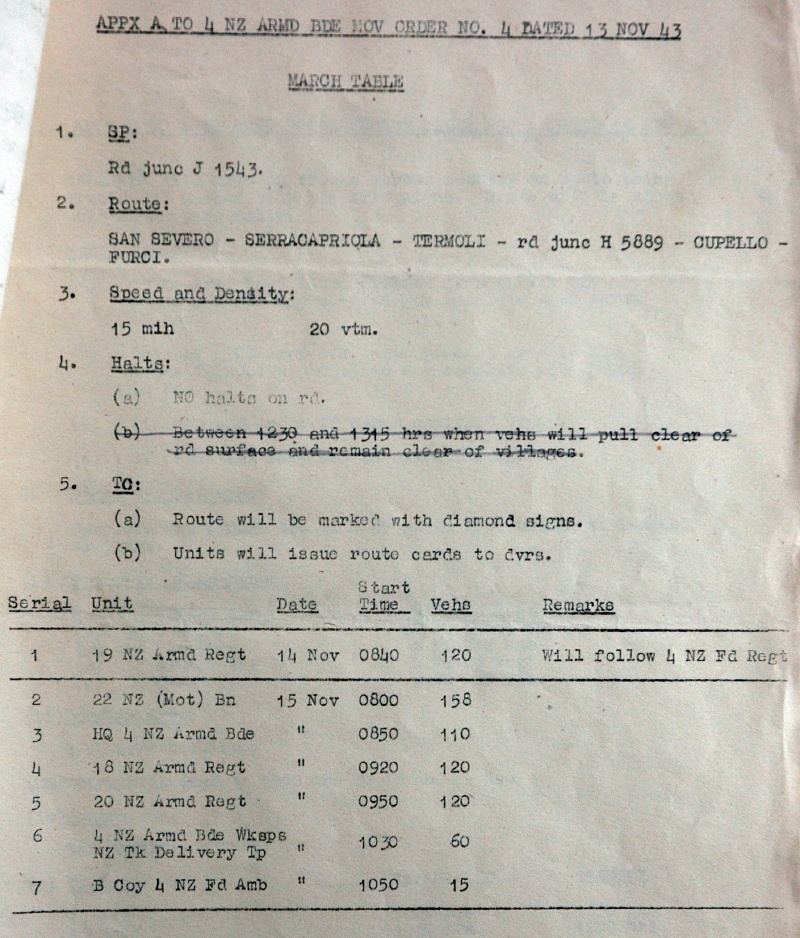 APPX A TO 4 NZ ARMD BDE MOV ORDER NO. 4 DATED 13 NOV 43
MARCH TABLE
1. SP:
Rd junc J 1543.
2. Route:
SAN SEVERO - SERRACAPRIOLA - TERMOLI - rd junc H 5889 - CUPELLO -
FURCI.
3. Speed and Density:
15 mih 20 vtm.
4. Halts:
(a) NO halts on rd.
(b) Between 1230 and 1315 hrs when vehs will pull clear of
rd surface and remain clear of villages.
5. TC:
(a) Route will be marked with diamond signs.
(b) Units will issue route cards to dvrs.
Start
Serial Unit Date Time Vehs Remarks
1 19 NZ Armd Regt 14 Nov 0840 120 Will follow 4 NZ Fd Regt
2 22 NZ (Mot) Bn 15 Nov 0800 158
3 HQ 4 NZ Armd Bde " 0850 110
4 18 NZ Armd Regt " 0920 120
5 20 NZ Armd Regt " 0950 120
6 4 NZ Armd Bde Wksps
NZ Tk Delivery Tp " 1030 60
7 B Coy 4 NZ Fd Amb " 1050 15